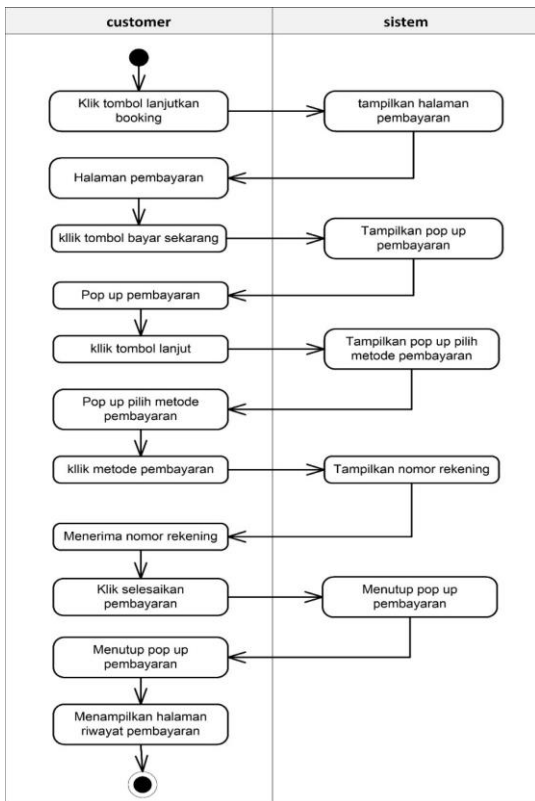 customer
sistem
Klik tombol lanjutkan
booking
tampilkan halaman
pembayaran
Halaman pembayaran
kllik tombol bayar sekarang
Tampilkan pop up
pembayaran
Pop up pembayaran
kllik tombol lanjut
Tampilkan pop up pilih
metode pembayaran
Pop up pilih metode
pembayaran
kllik metode pembayaran
Tampilkan nomor rekening
Menerima nomor rekening
Klik selesaikan
pembayaran
Menutup pop up
pembayaran
Menutup pop up
pembayaran
Menampilkan halaman
riwayat pembayaran